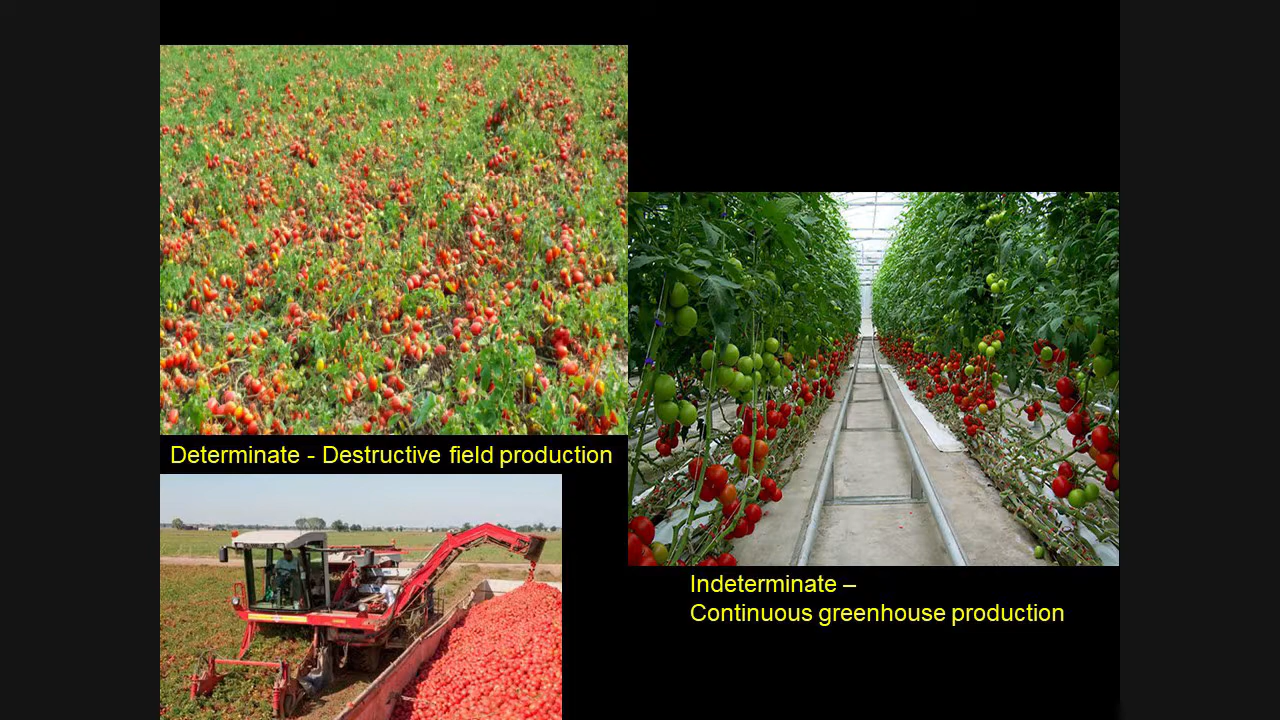 Determinate - Destructive field production
Indeterminate –
Continuous greenhouse production